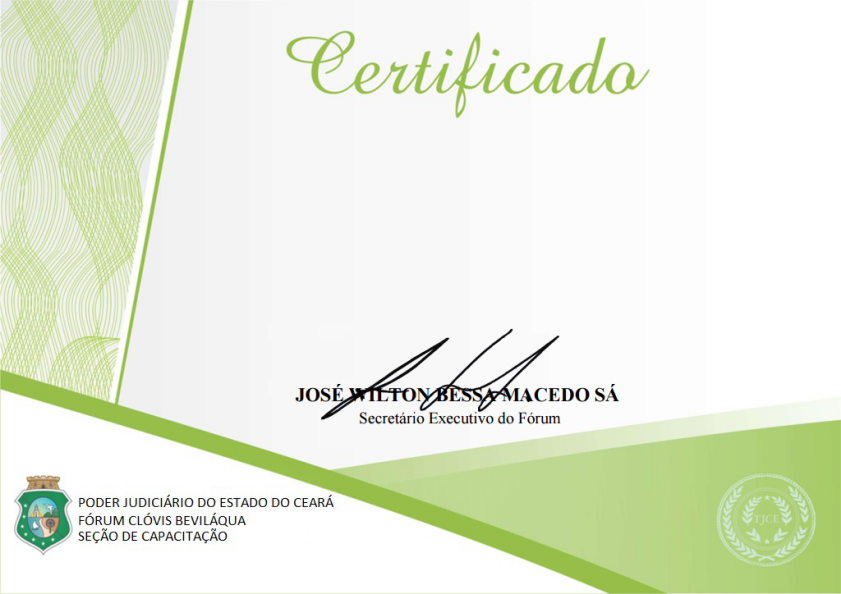 Certificado
JOSÉ WILTON BESSA MACEDO SÁ
Secretário Executivo do Fórum
PODER JUDICIÁRIO DO ESTADO DO CEARÁ
FÓRUM CLÓVIS BEVILÁQUA
SEÇÃO DE CAPACITAÇÃO
TJCE